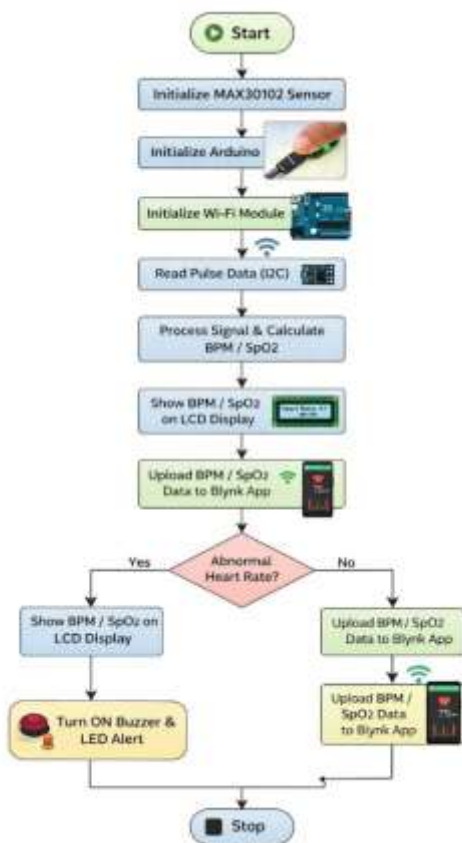 Start
Initialize MAX30102 Sensor
Initialize Arduino
Initialize Wi-Fi Module
Read Pulse Data (I2C)
Process Signal & Calculate
BPM / SpO2
Show BPM / SpO2
on LCD Display
Upload BPM / SpO2
Data to Blynk App
Abnormal
Heart Rate?
Yes
No
Show BPM / SpO2 on
LCD Display
Upload BPM / SpO2
Data to Blynk App
Turn ON Buzzer &
LED Alert
Upload BPM /
SpO2 Data
to Blynk App
Stop